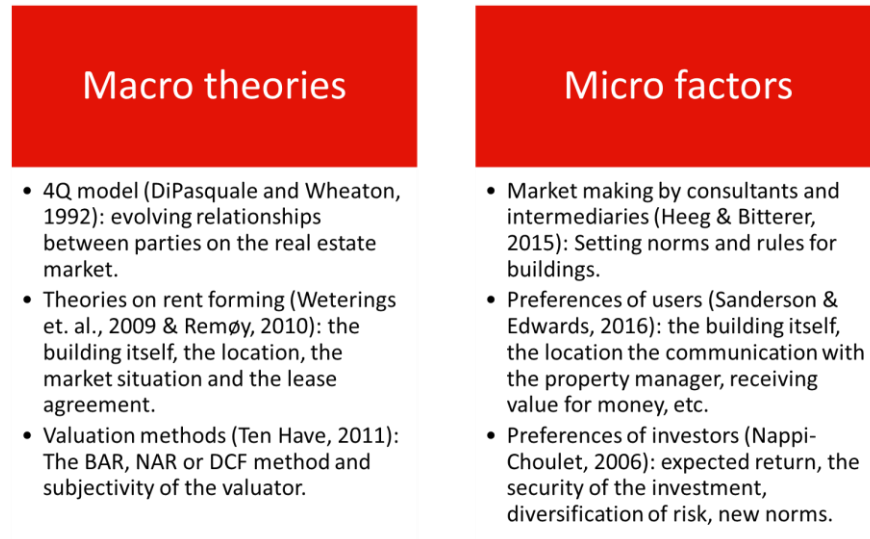 Macro theories
• 4Q model (DiPasquale and Wheaton,
1992): evolving relationships
between parties on the real estate
market.
• Theories on rent forming (Weterings
et. al., 2009 & Remøy, 2010): the
building itself, the location, the
market situation and the lease
agreement.
• Valuation methods (Ten Have, 2011):
The BAR, NAR or DCF method and
subjectivity of the valuator.
Micro factors
• Market making by consultants and
intermediaries (Heeg & Bitterer,
2015): Setting norms and rules for
buildings.
• Preferences of users (Sanderson &
Edwards, 2016): the building itself,
the location the communication with
the property manager, receiving
value for money, etc.
• Preferences of investors (Nappi-
Choulet, 2006): expected return, the
security of the investment,
diversification of risk, new norms.